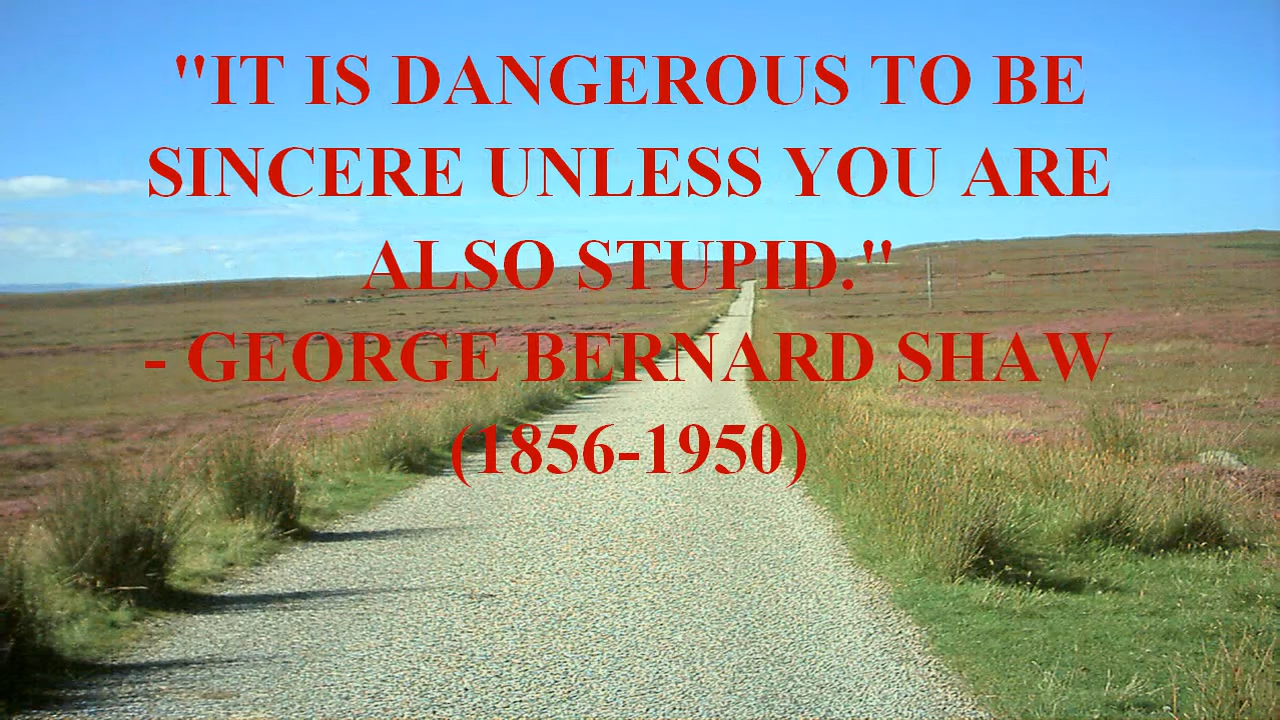 "IT IS DANGEROUS TO BE
SINCERE UNLESS YOU ARE
ALSO STUPID."
- GEORGE BERNARD SHAW
(1856-1950)